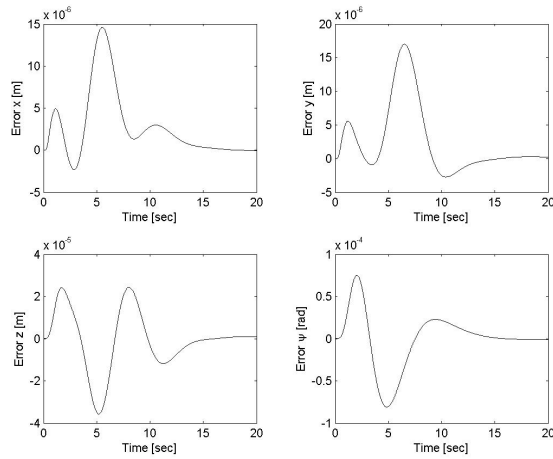 x 10^-6
15
10
5
0
-5
Error x [m]
0 5 10 15 20
Time [sec]
x 10^-6
20
15
10
5
0
-5
Error y [m]
0 5 10 15 20
Time [sec]
x 10^-5
4
2
0
-2
-4
Error z [m]
0 5 10 15 20
Time [sec]
x 10^-4
1
0.5
0
-0.5
-1
Error ψ [rad]
0 5 10 15 20
Time [sec]